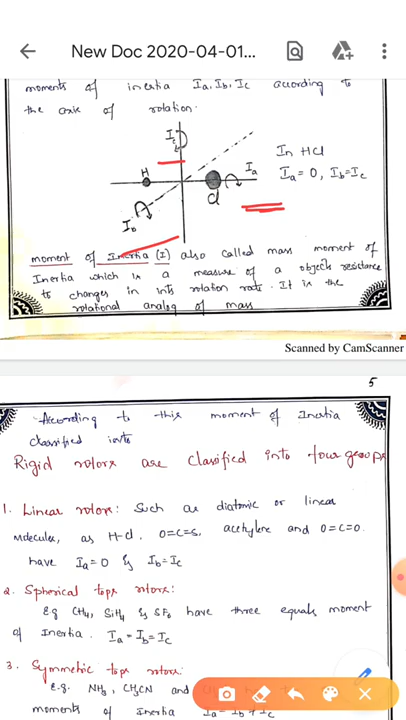 New Doc 2020-04-01...
moments of inertia Ia, Ib, Ic according to
the axis of rotation.
Ic
In HCl
H
Ia
Ia = 0, Ib = Ic
Cl
Ib
moment of Inertia (I) also called mass moment of
Inertia which is a measure of a object's resistance
to changes in ints rotation rate. It is the
rotational analog of mass
Scanned by CamScanner
5
According to this moment of Inertia
classified into
Rigid rotors are classified into four groups
1. Linear rotors: Such as diatomic or linear
molecules, as H-Cl, O=C=S, acetylene and O=C=O.
have Ia = 0 & Ib = Ic
2. Spherical tops rotors:
Eg CH4, SiH4 & SF6 have three equals moment
of Inertia. Ia = Ib = Ic
3. Symmetric tops rotors:
E.g. NH3, CH3CN and
moments of Inertia Ia = Ib ≠ Ic